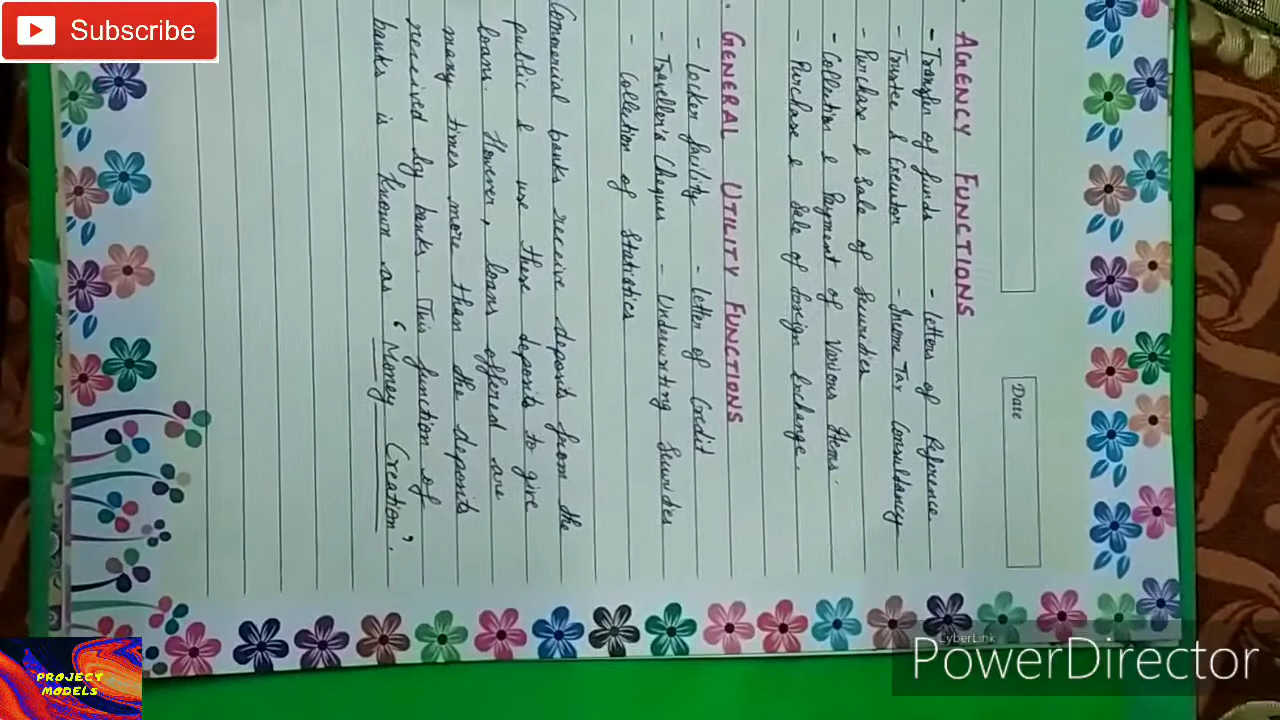 Subscribe
Date
AGENCY FUNCTIONS
- Transfer of funds - Letters of Reference.
- Trustee & Executor - Income Tax Consultancy
- Purchase & Sale of Securities
- Collection & Payment of Various Items.
- Purchase & Sale of Foreign Exchange.
GENERAL UTILITY FUNCTIONS
- Locker facility - Letter of Credit
- Traveller's Cheques - Underwriting Securities
- Collection of Statistics
Commercial banks receive deposits from the
public & use these deposits to give
loans. However, loans offered are
many times more than the deposits
received by banks. This function of
banks is known as 'Money Creation'.
PROJECT
MODELS
CyberLink
PowerDirector